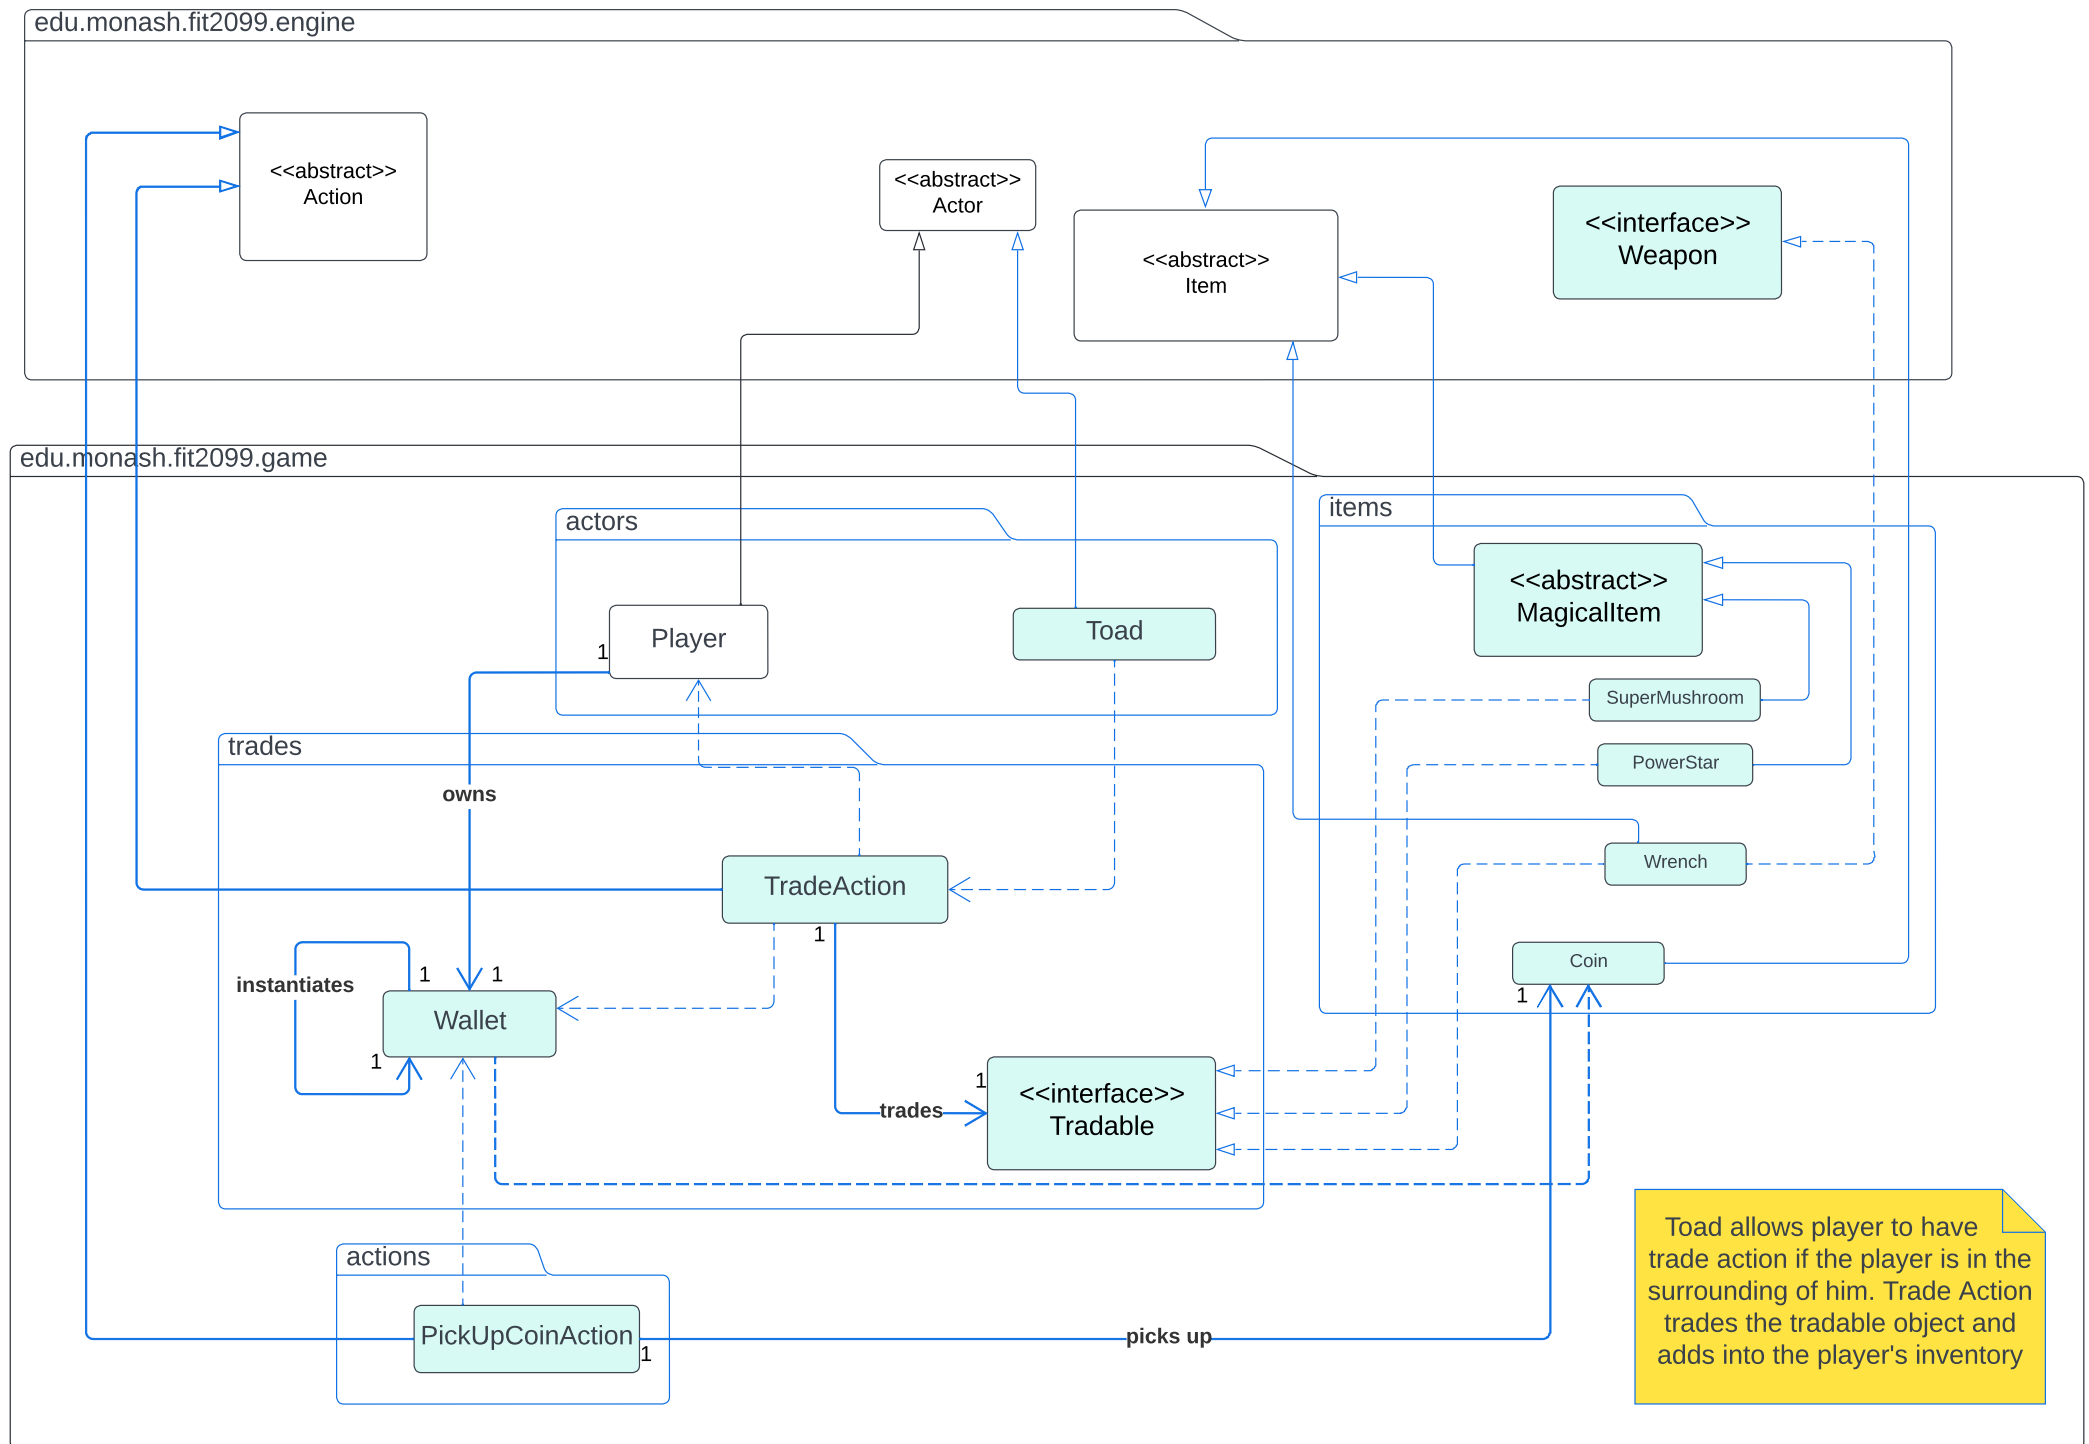 edu.monash.fit2099.engine
<<abstract>>
Action
<<abstract>>
Actor
<<abstract>>
Item
<<interface>>
Weapon
edu.monash.fit2099.game
actors
Player
1
Toad
items
<<abstract>>
MagicalItem
SuperMushroom
PowerStar
Wrench
Coin
1
trades
owns
TradeAction
1
instantiates
1
1
Wallet
1
trades
1
<<interface>>
Tradable
actions
PickUpCoinAction
1
picks up
Toad allows player to have
trade action if the player is in the
surrounding of him. Trade Action
trades the tradable object and
adds into the player's inventory